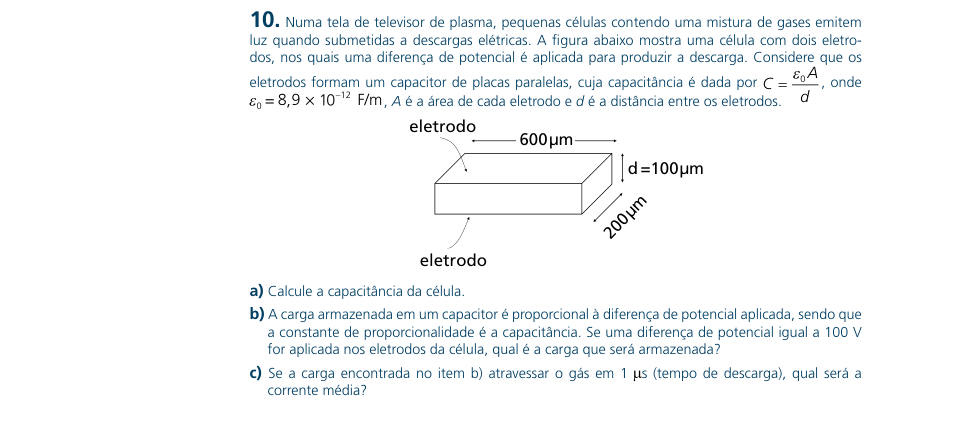 10. Numa tela de televisor de plasma, pequenas células contendo uma mistura de gases emitem
luz quando submetidas a descargas elétricas. A figura abaixo mostra uma célula com dois eletro-
dos, nos quais uma diferença de potencial é aplicada para produzir a descarga. Considere que os
eletrodos formam um capacitor de placas paralelas, cuja capacitância é dada por C = ε₀A/d, onde
ε₀ = 8,9 × 10⁻¹² F/m, A é a área de cada eletrodo e d é a distância entre os eletrodos.
eletrodo
600µm
d=100µm
200µm
eletrodo
a) Calcule a capacitância da célula.
b) A carga armazenada em um capacitor é proporcional à diferença de potencial aplicada, sendo que
a constante de proporcionalidade é a capacitância. Se uma diferença de potencial igual a 100 V
for aplicada nos eletrodos da célula, qual é a carga que será armazenada?
c) Se a carga encontrada no item b) atravessar o gás em 1 µs (tempo de descarga), qual será a
corrente média?